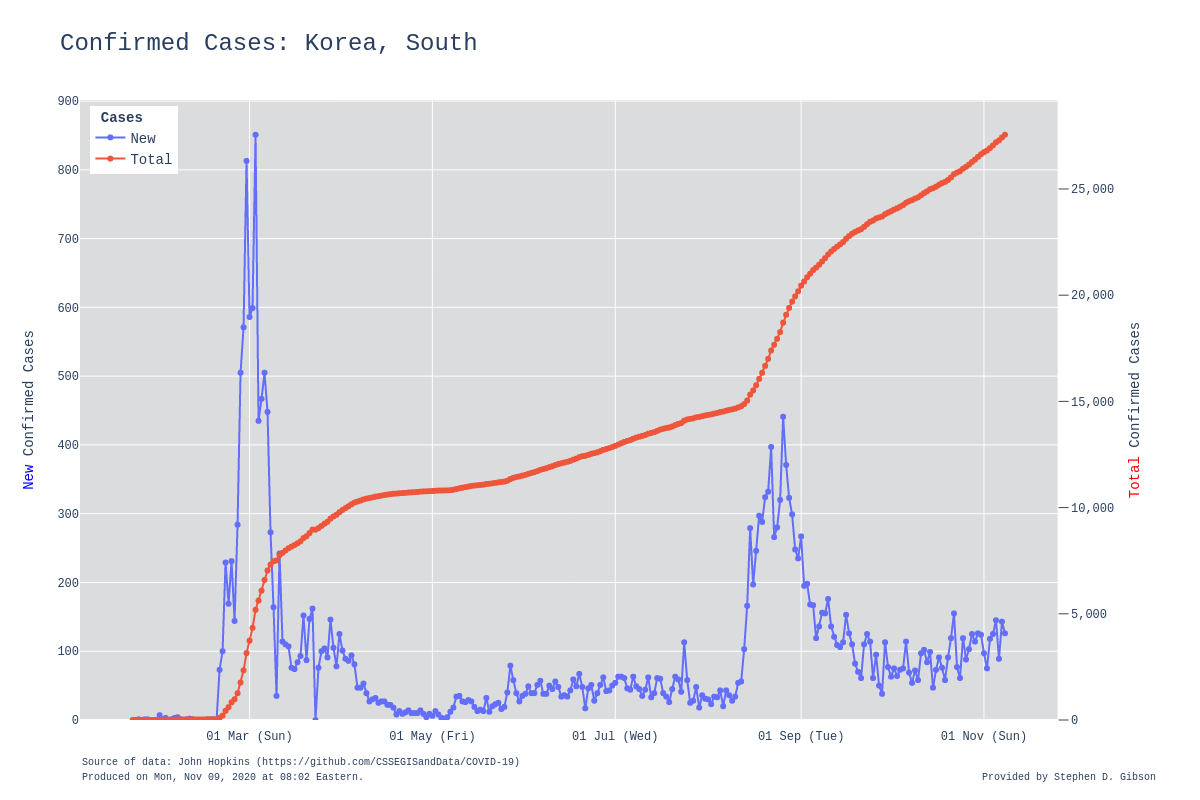 Confirmed Cases: Korea, South
Cases
New
Total
900
800
700
600
500
400
300
200
100
0
25,000
20,000
15,000
10,000
5,000
0
New Confirmed Cases
Total Confirmed Cases
01 Mar (Sun)
01 May (Fri)
01 Jul (Wed)
01 Sep (Tue)
01 Nov (Sun)
Source of data: John Hopkins (https://github.com/CSSEGISandData/COVID-19)
Produced on Mon, Nov 09, 2020 at 08:02 Eastern.
Provided by Stephen D. Gibson